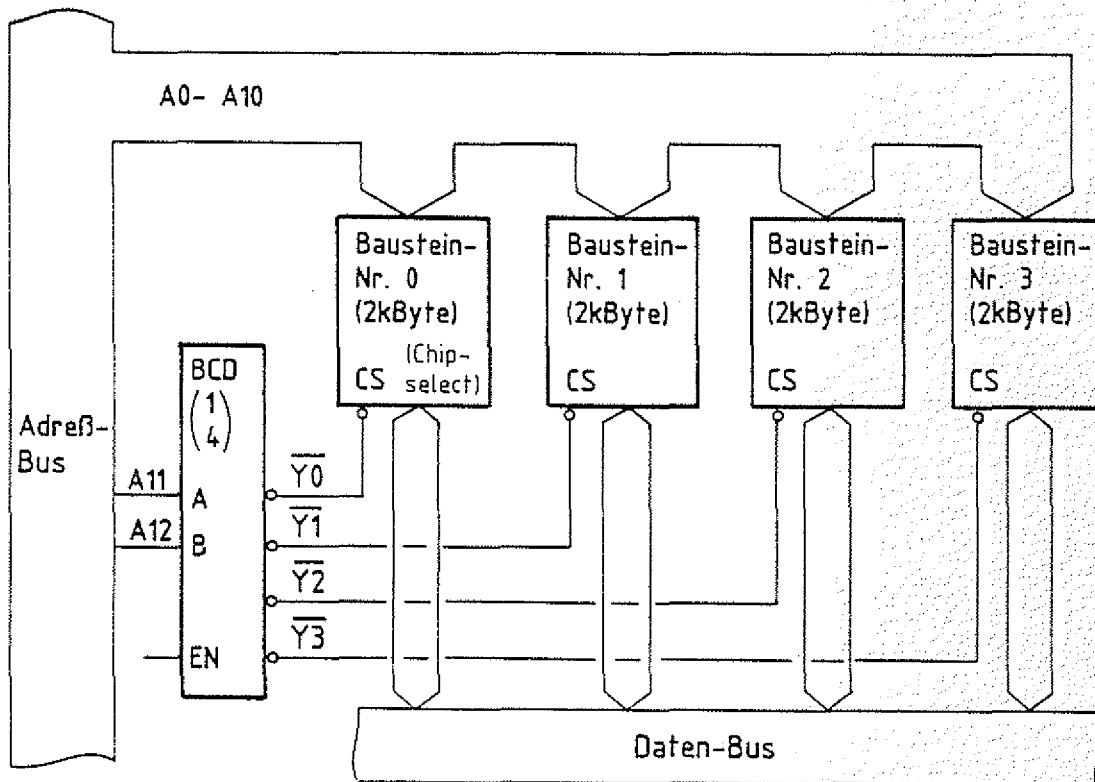 A0- A10
Baustein-
Nr. 0
(2kByte)
(Chip-
CS select)
Baustein-
Nr. 1
(2kByte)
CS
Baustein-
Nr. 2
(2kByte)
CS
Baustein-
Nr. 3
(2kByte)
CS
Adreß-
Bus
BCD
(1
4)
A11
A
A12
B
EN
Y0
Y1
Y2
Y3
Daten-Bus